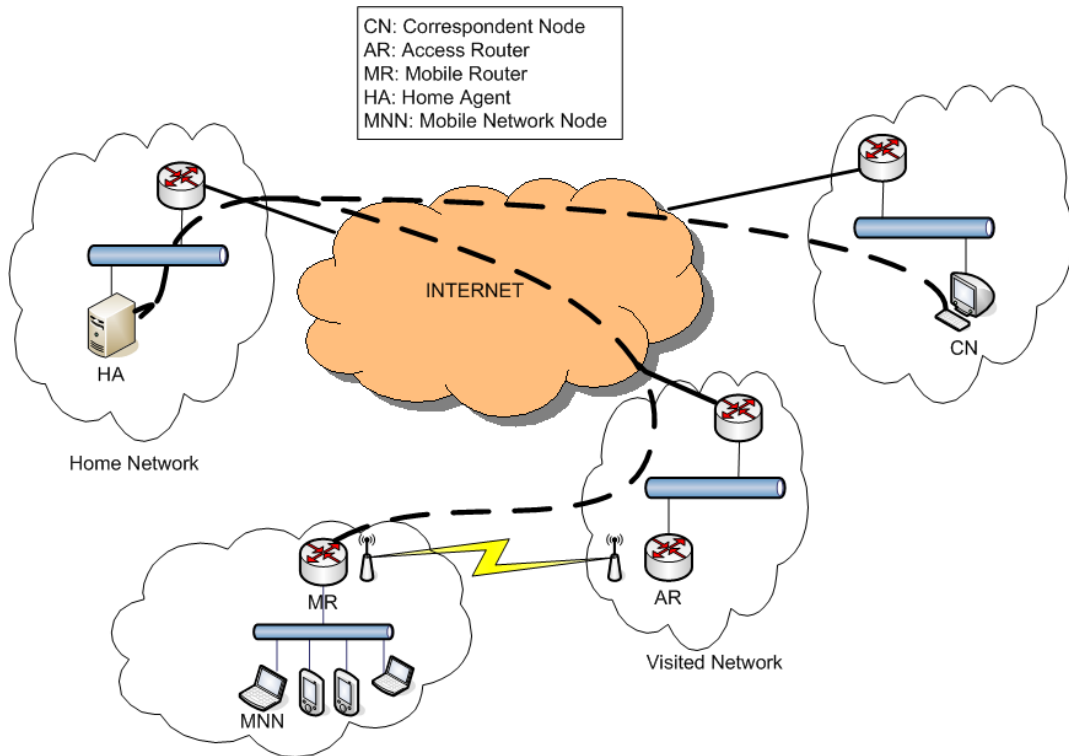 CN: Correspondent Node
AR: Access Router
MR: Mobile Router
HA: Home Agent
MNN: Mobile Network Node
INTERNET
CN
HA
Home Network
MR
AR
Visited Network
MNN